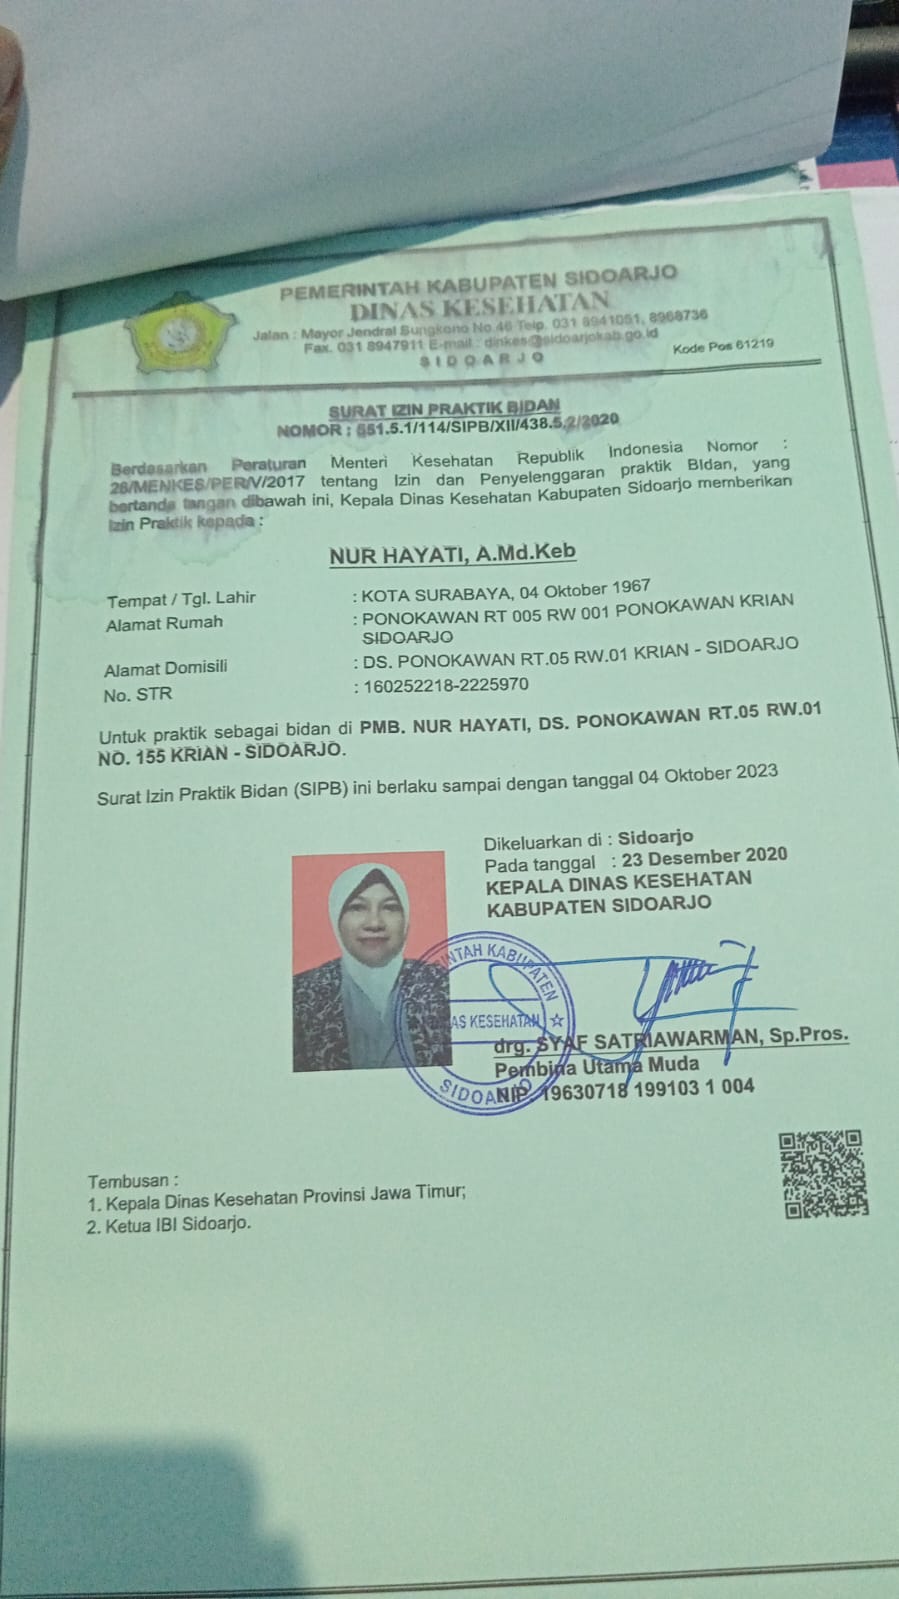 PEMERINTAH KABUPATEN SIDOARJO
DINAS KESEHATAN
Jalan : Mayor Jendral Sungkono No.46 Telp. 031 8941051, 8968736
Fax. 031 8947911 E-mail : dinkes@sidoarjokab.go.id
SIDOARJO
Kode Pos 61219
SURAT IZIN PRAKTIK BIDAN
NOMOR : 551.5.1/114/SIPB/XII/438.5.2/2020
Berdasarkan Peraturan Menteri Kesehatan Republik Indonesia Nomor :
28/MENKES/PER/V/2017 tentang Izin dan Penyelenggaran praktik BIdan, yang
bertanda tangan dibawah ini, Kepala Dinas Kesehatan Kabupaten Sidoarjo memberikan
Izin Praktik kepada :
NUR HAYATI, A.Md.Keb
Tempat / Tgl. Lahir : KOTA SURABAYA, 04 Oktober 1967
Alamat Rumah : PONOKAWAN RT 005 RW 001 PONOKAWAN KRIAN
SIDOARJO
Alamat Domisili : DS. PONOKAWAN RT.05 RW.01 KRIAN - SIDOARJO
No. STR : 160252218-2225970
Untuk praktik sebagai bidan di PMB. NUR HAYATI, DS. PONOKAWAN RT.05 RW.01
NO. 155 KRIAN - SIDOARJO.
Surat Izin Praktik Bidan (SIPB) ini berlaku sampai dengan tanggal 04 Oktober 2023
Dikeluarkan di : Sidoarjo
Pada tanggal : 23 Desember 2020
KEPALA DINAS KESEHATAN
KABUPATEN SIDOARJO
KABUPATEN
KESEHATAN
drg. SYAF SATRIAWARMAN, Sp.Pros.
Pembina Utama Muda
NIP. 19630718 199103 1 004
SIDOARJO
Tembusan :
1. Kepala Dinas Kesehatan Provinsi Jawa Timur;
2. Ketua IBI Sidoarjo.